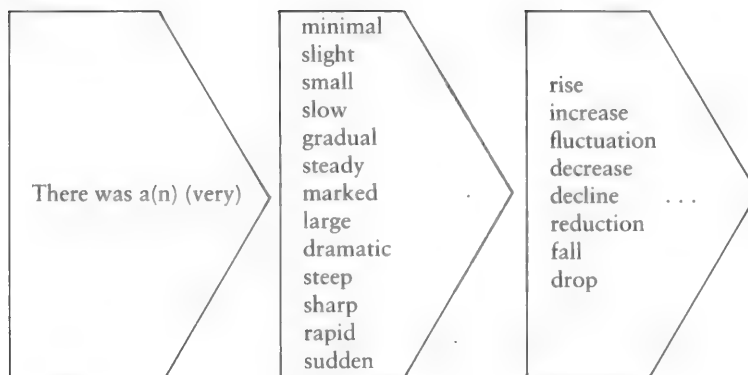 There was a(n) (very)
minimal
slight
small
slow
gradual
steady
marked
large
dramatic
steep
sharp
rapid
sudden
rise
increase
fluctuation
decrease
decline ...
reduction
fall
drop